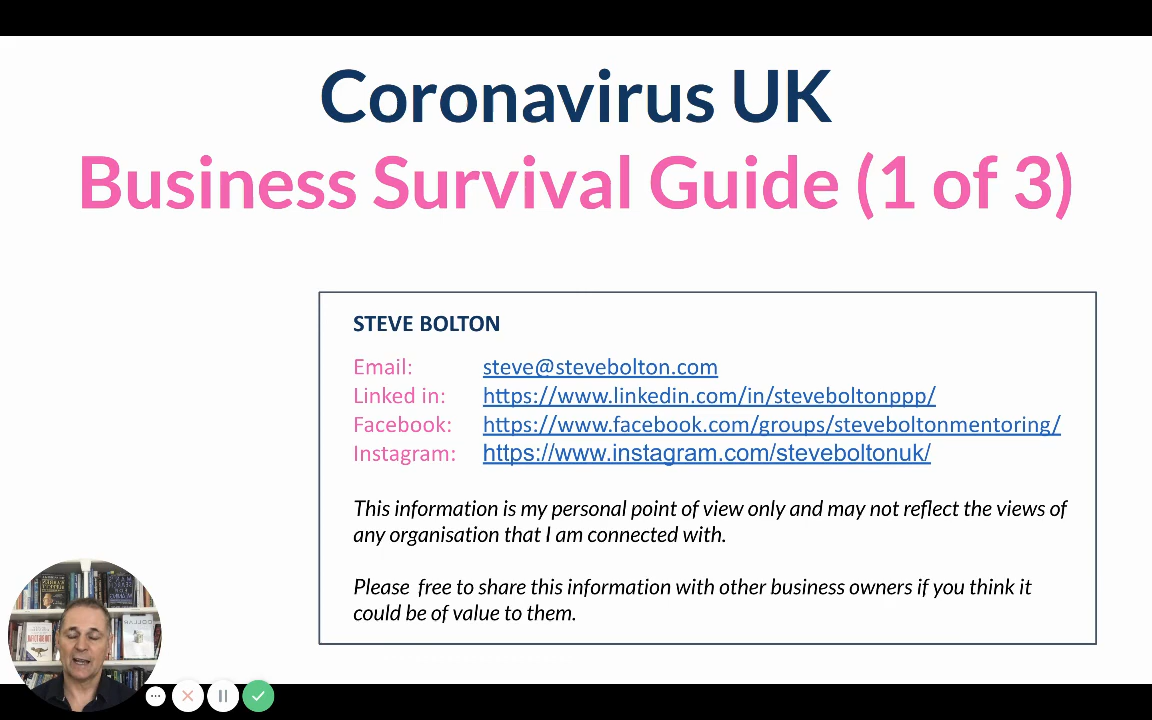 Coronavirus UK
Business Survival Guide (1 of 3)
STEVE BOLTON
Email: steve@stevebolton.com
Linked in: https://www.linkedin.com/in/steveboltonppp/
Facebook: https://www.facebook.com/groups/steveboltonmentoring/
Instagram: https://www.instagram.com/steveboltonuk/
This information is my personal point of view only and may not reflect the views of
any organisation that I am connected with.
Please  free to share this information with other business owners if you think it
could be of value to them.